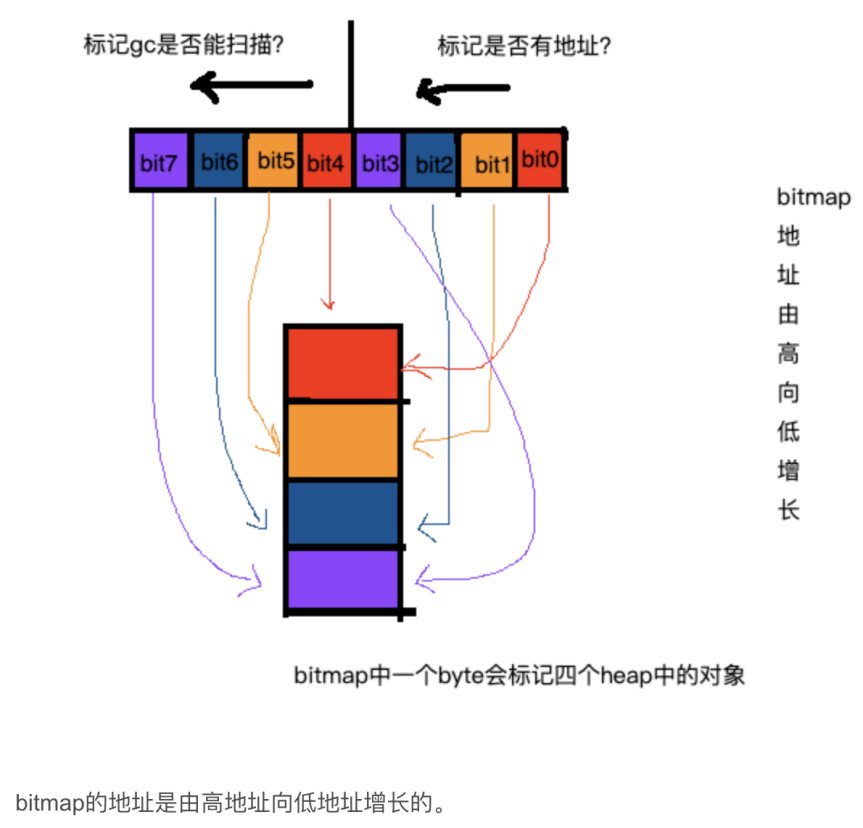 标记gc是否能扫描?
标记是否有地址?
bit7 bit6 bit5 bit4 bit3 bit2 bit1 bit0
bitmap
地
址
由
高
向
低
增
长
bitmap中一个byte会标记四个heap中的对象
bitmap的地址是由高地址向低地址增长的。